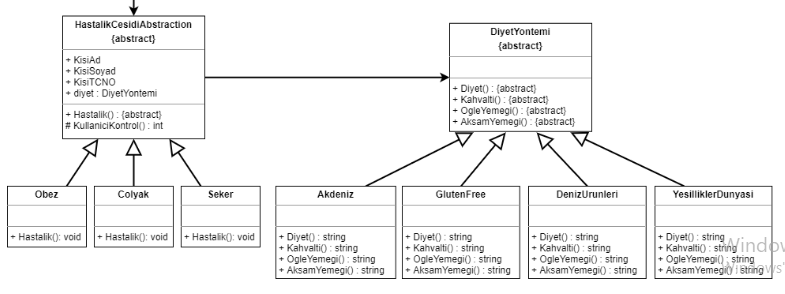 HastalikCesidiAbstraction
{abstract}
+ KisiAd
+ KisiSoyad
+ KisiTCNO
+ diyet : DiyetYontemi
+ Hastalik() : {abstract}
# KullaniciKontrol() : int
DiyetYontemi
{abstract}
+ Diyet() : {abstract}
+ Kahvalti() : {abstract}
+ OgleYemegi() : {abstract}
+ AksamYemegi() : {abstract}
Obez
+ Hastalik(): void
Colyak
+ Hastalik(): void
Seker
+ Hastalik(): void
Akdeniz
+ Diyet() : string
+ Kahvalti() : string
+ OgleYemegi() : string
+ AksamYemegi() : string
GlutenFree
+ Diyet() : string
+ Kahvalti() : string
+ OgleYemegi() : string
+ AksamYemegi() : string
DenizUrunleri
+ Diyet() : string
+ Kahvalti() : string
+ OgleYemegi() : string
+ AksamYemegi() : string
YesilliklerDunyasi
+ Diyet() : string
+ Kahvalti() : string
+ OgleYemegi() : string
+ AksamYemegi() : string
Window
Windows'